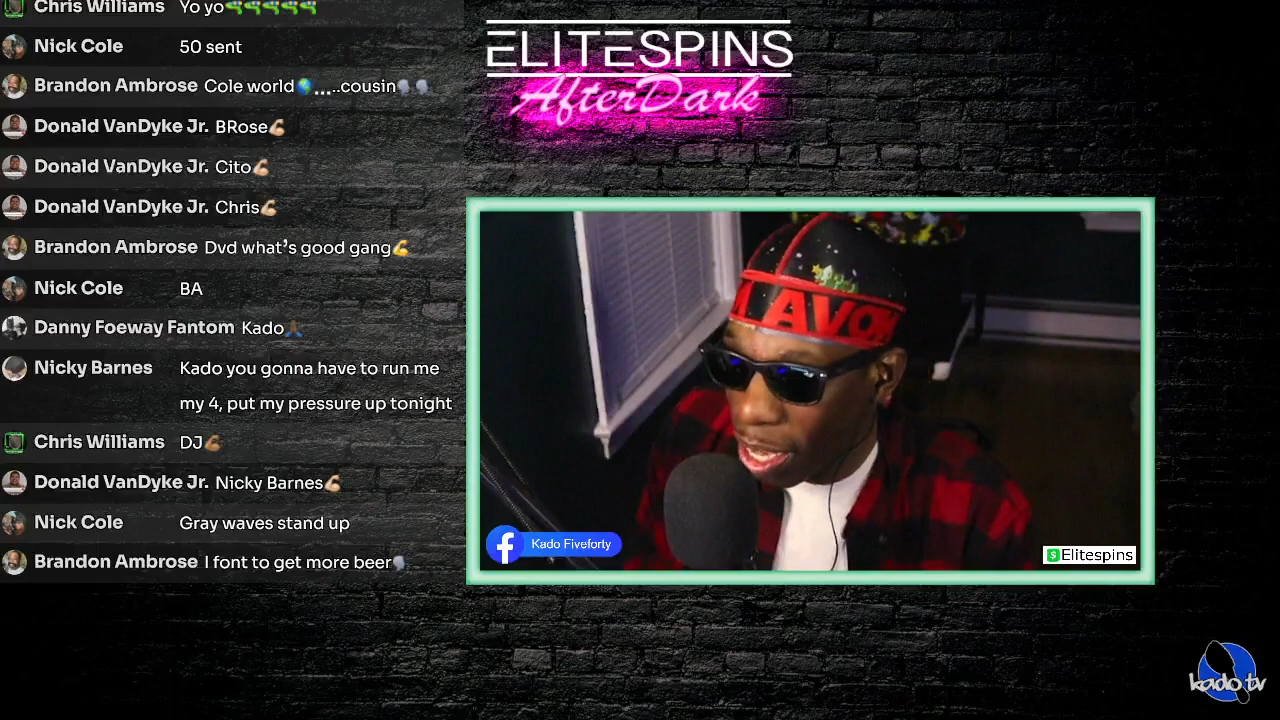 Chris Williams Yo yo
Nick Cole 50 sent
Brandon Ambrose Cole world🌍…..cousin🗣️🗣️
Donald VanDyke Jr. BRose💪🏼
Donald VanDyke Jr. Cito💪🏼
Donald VanDyke Jr. Chris💪🏼
Brandon Ambrose Dvd what’s good gang💪
Nick Cole BA
Danny Foeway Fantom Kado🙏🏾
Nicky Barnes Kado you gonna have to run me
my 4, put my pressure up tonight
Chris Williams DJ💪🏾
Donald VanDyke Jr. Nicky Barnes💪🏼
Nick Cole Gray waves stand up
Brandon Ambrose I font to get more beer🗣️
ELITESPINS
AfterDark
Kado Fiveforty
Elitespins
kado tv